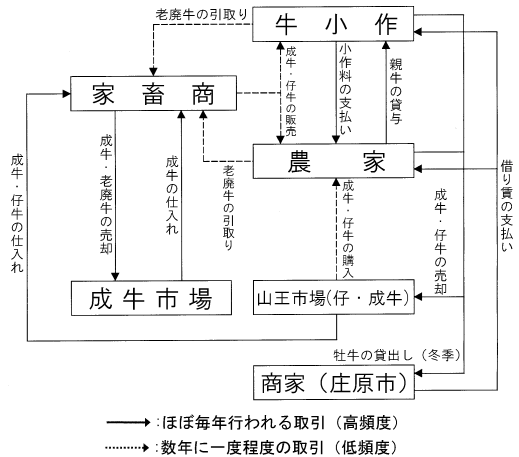 老廃牛の引取り
牛小作
家畜商
成牛・仔牛の販売
小作料の支払い
親牛の貸与
農家
老廃牛の引取り
成牛・仔牛の仕入れ
成牛・老廃牛の売却
成牛の仕入れ
成牛・仔牛の購入
成牛・仔牛の売却
借り賃の支払い
成牛市場
山王市場(仔・成牛)
牡牛の貸出し（冬季）
商家（庄原市）
:ほぼ毎年行われる取引（高頻度）
:数年に一度程度の取引（低頻度）